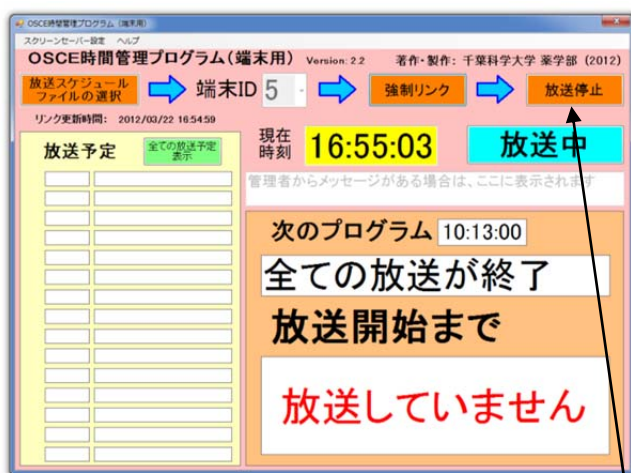 OSCE時間管理プログラム (端末用)
スクリーンセーバー設定 ヘルプ
OSCE時間管理プログラム(端末用) Version: 2.2 著作・製作: 千葉科学大学 薬学部 (2012)
放送スケジュール
ファイルの選択
端末ID 5
強制リンク
放送停止
リンク更新時間: 2012/03/22 16:54:59
放送予定
全ての放送予定
表示
現在
時刻
16:55:03
放送中
管理者からメッセージがある場合は、ここに表示されます
次のプログラム 10:13:00
全ての放送が終了
放送開始まで
放送していません